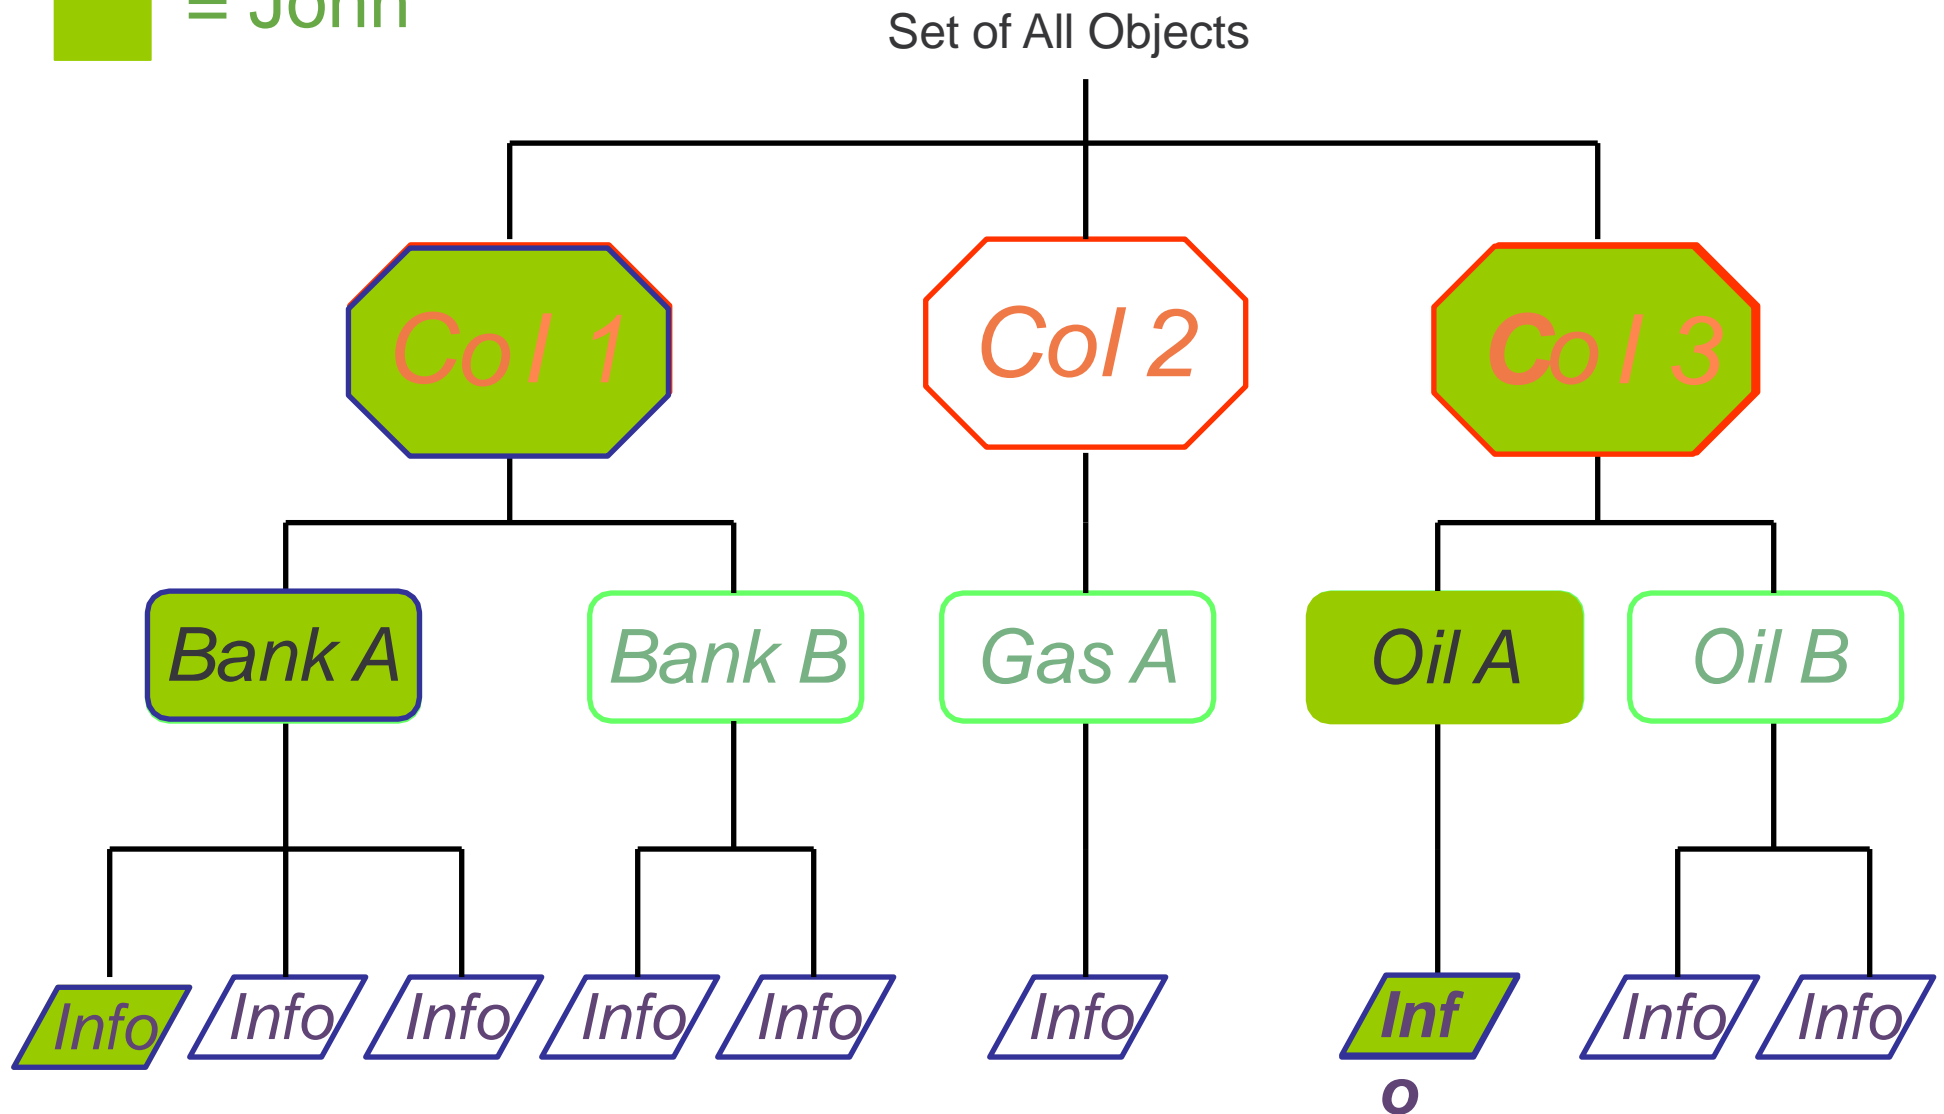 = John
Set of All Objects
Col 1 Col 2 Col 3
Bank A Bank B Gas A Oil A Oil B
Info Info Info Info Info Info Inf Info Info
o